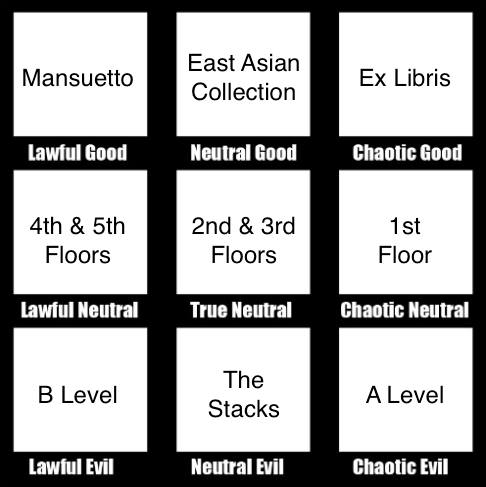 Mansuetto
East Asian
Collection
Ex Libris
Lawful Good
Neutral Good
Chaotic Good
4th & 5th
Floors
2nd & 3rd
Floors
1st
Floor
Lawful Neutral
True Neutral
Chaotic Neutral
B Level
The
Stacks
A Level
Lawful Evil
Neutral Evil
Chaotic Evil